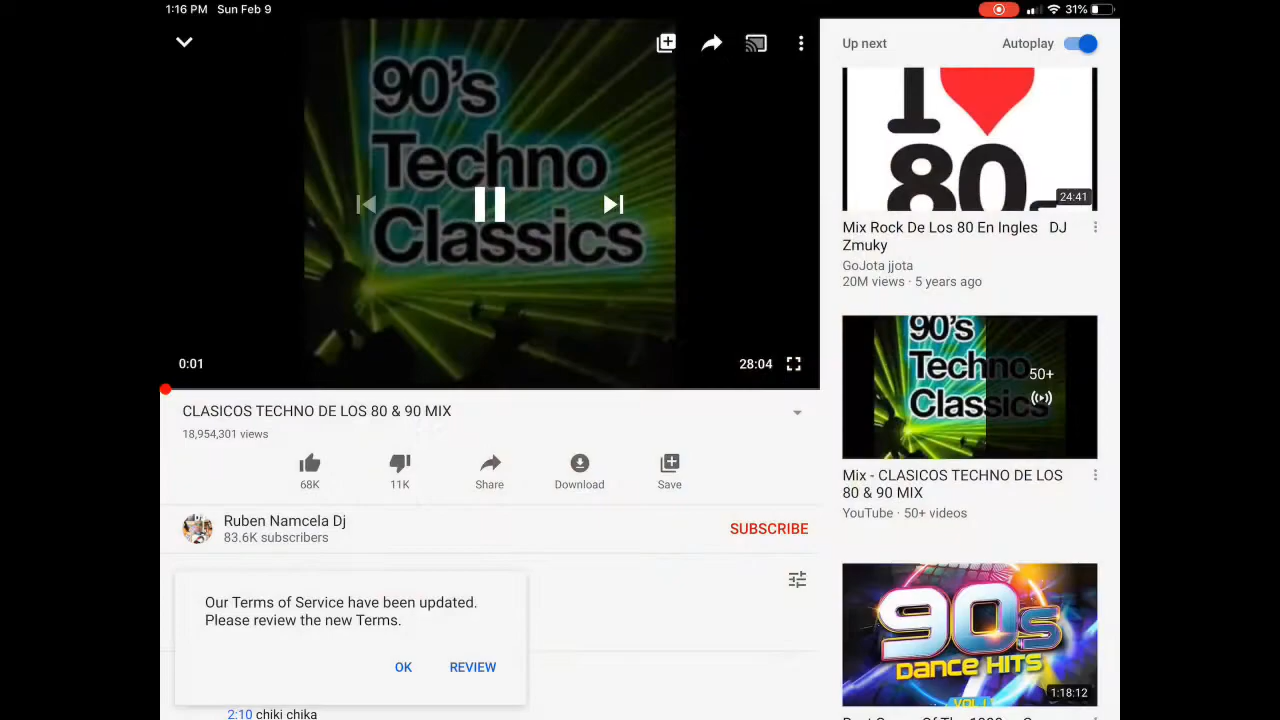 1:16 PM Sun Feb 9
31%
90's
Techno
Classics
0:01
28:04
CLASICOS TECHNO DE LOS 80 & 90 MIX
18,954,301 views
68K
11K
Share
Download
Save
Ruben Namcela Dj
83.6K subscribers
SUBSCRIBE
Our Terms of Service have been updated.
Please review the new Terms.
OK
REVIEW
2:10 chiki chika
Up next
Autoplay
I
80
24:41
Mix Rock De Los 80 En Ingles DJ
Zmuky
GoJota jjota
20M views · 5 years ago
90's
Techno
Classics
50+
Mix - CLASICOS TECHNO DE LOS
80 & 90 MIX
YouTube · 50+ videos
90s
DANCE HITS
VOL.1
1:18:12